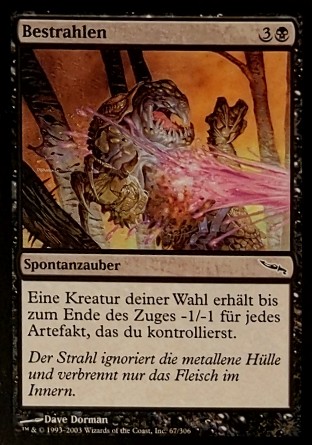 Bestrahlen 3
Spontanzauber
Eine Kreatur deiner Wahl erhält bis
zum Ende des Zuges -1/-1 für jedes
Artefakt, das du kontrollierst.
Der Strahl ignoriert die metallene Hülle
und verbrennt nur das Fleisch im
Innern.
Dave Dorman
™ & © 1993-2003 Wizards of the Coast, Inc. 67/306